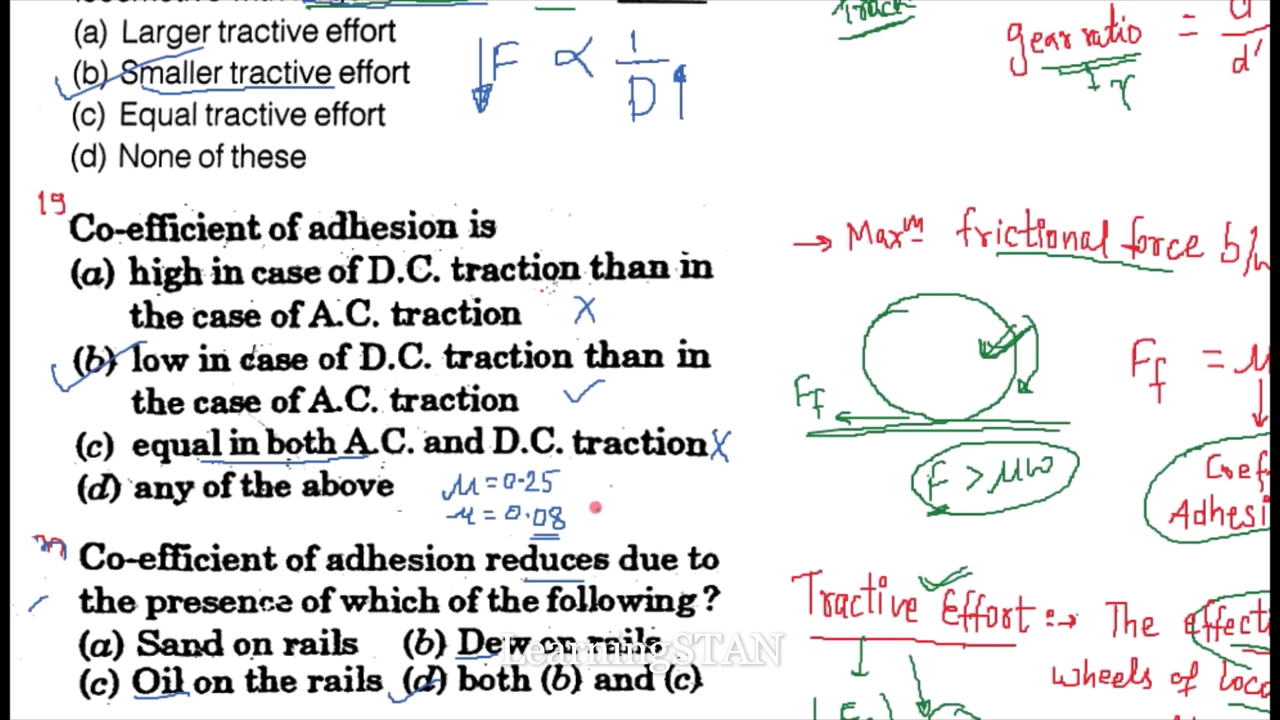 (a) Larger tractive effort
(b) Smaller tractive effort
(c) Equal tractive effort
(d) None of these
F ∝ 1/D
track
gear ratio =
d'
r
19
Co-efficient of adhesion is
(a) high in case of D.C. traction than in
the case of A.C. traction X
(b) low in case of D.C. traction than in
the case of A.C. traction
(c) equal in both A.C. and D.C. traction X
(d) any of the above
μ = 0.25
μ = 0.08
Co-efficient of adhesion reduces due to
the presence of which of the following?
(a) Sand on rails (b) Dew on rails
(c) Oil on the rails (d) both (b) and (c)
LearningSTAN
→ Maxm frictional force b/w
Ff
Ff = μ
F > μw
Tractive Effort :→ The
wheels of